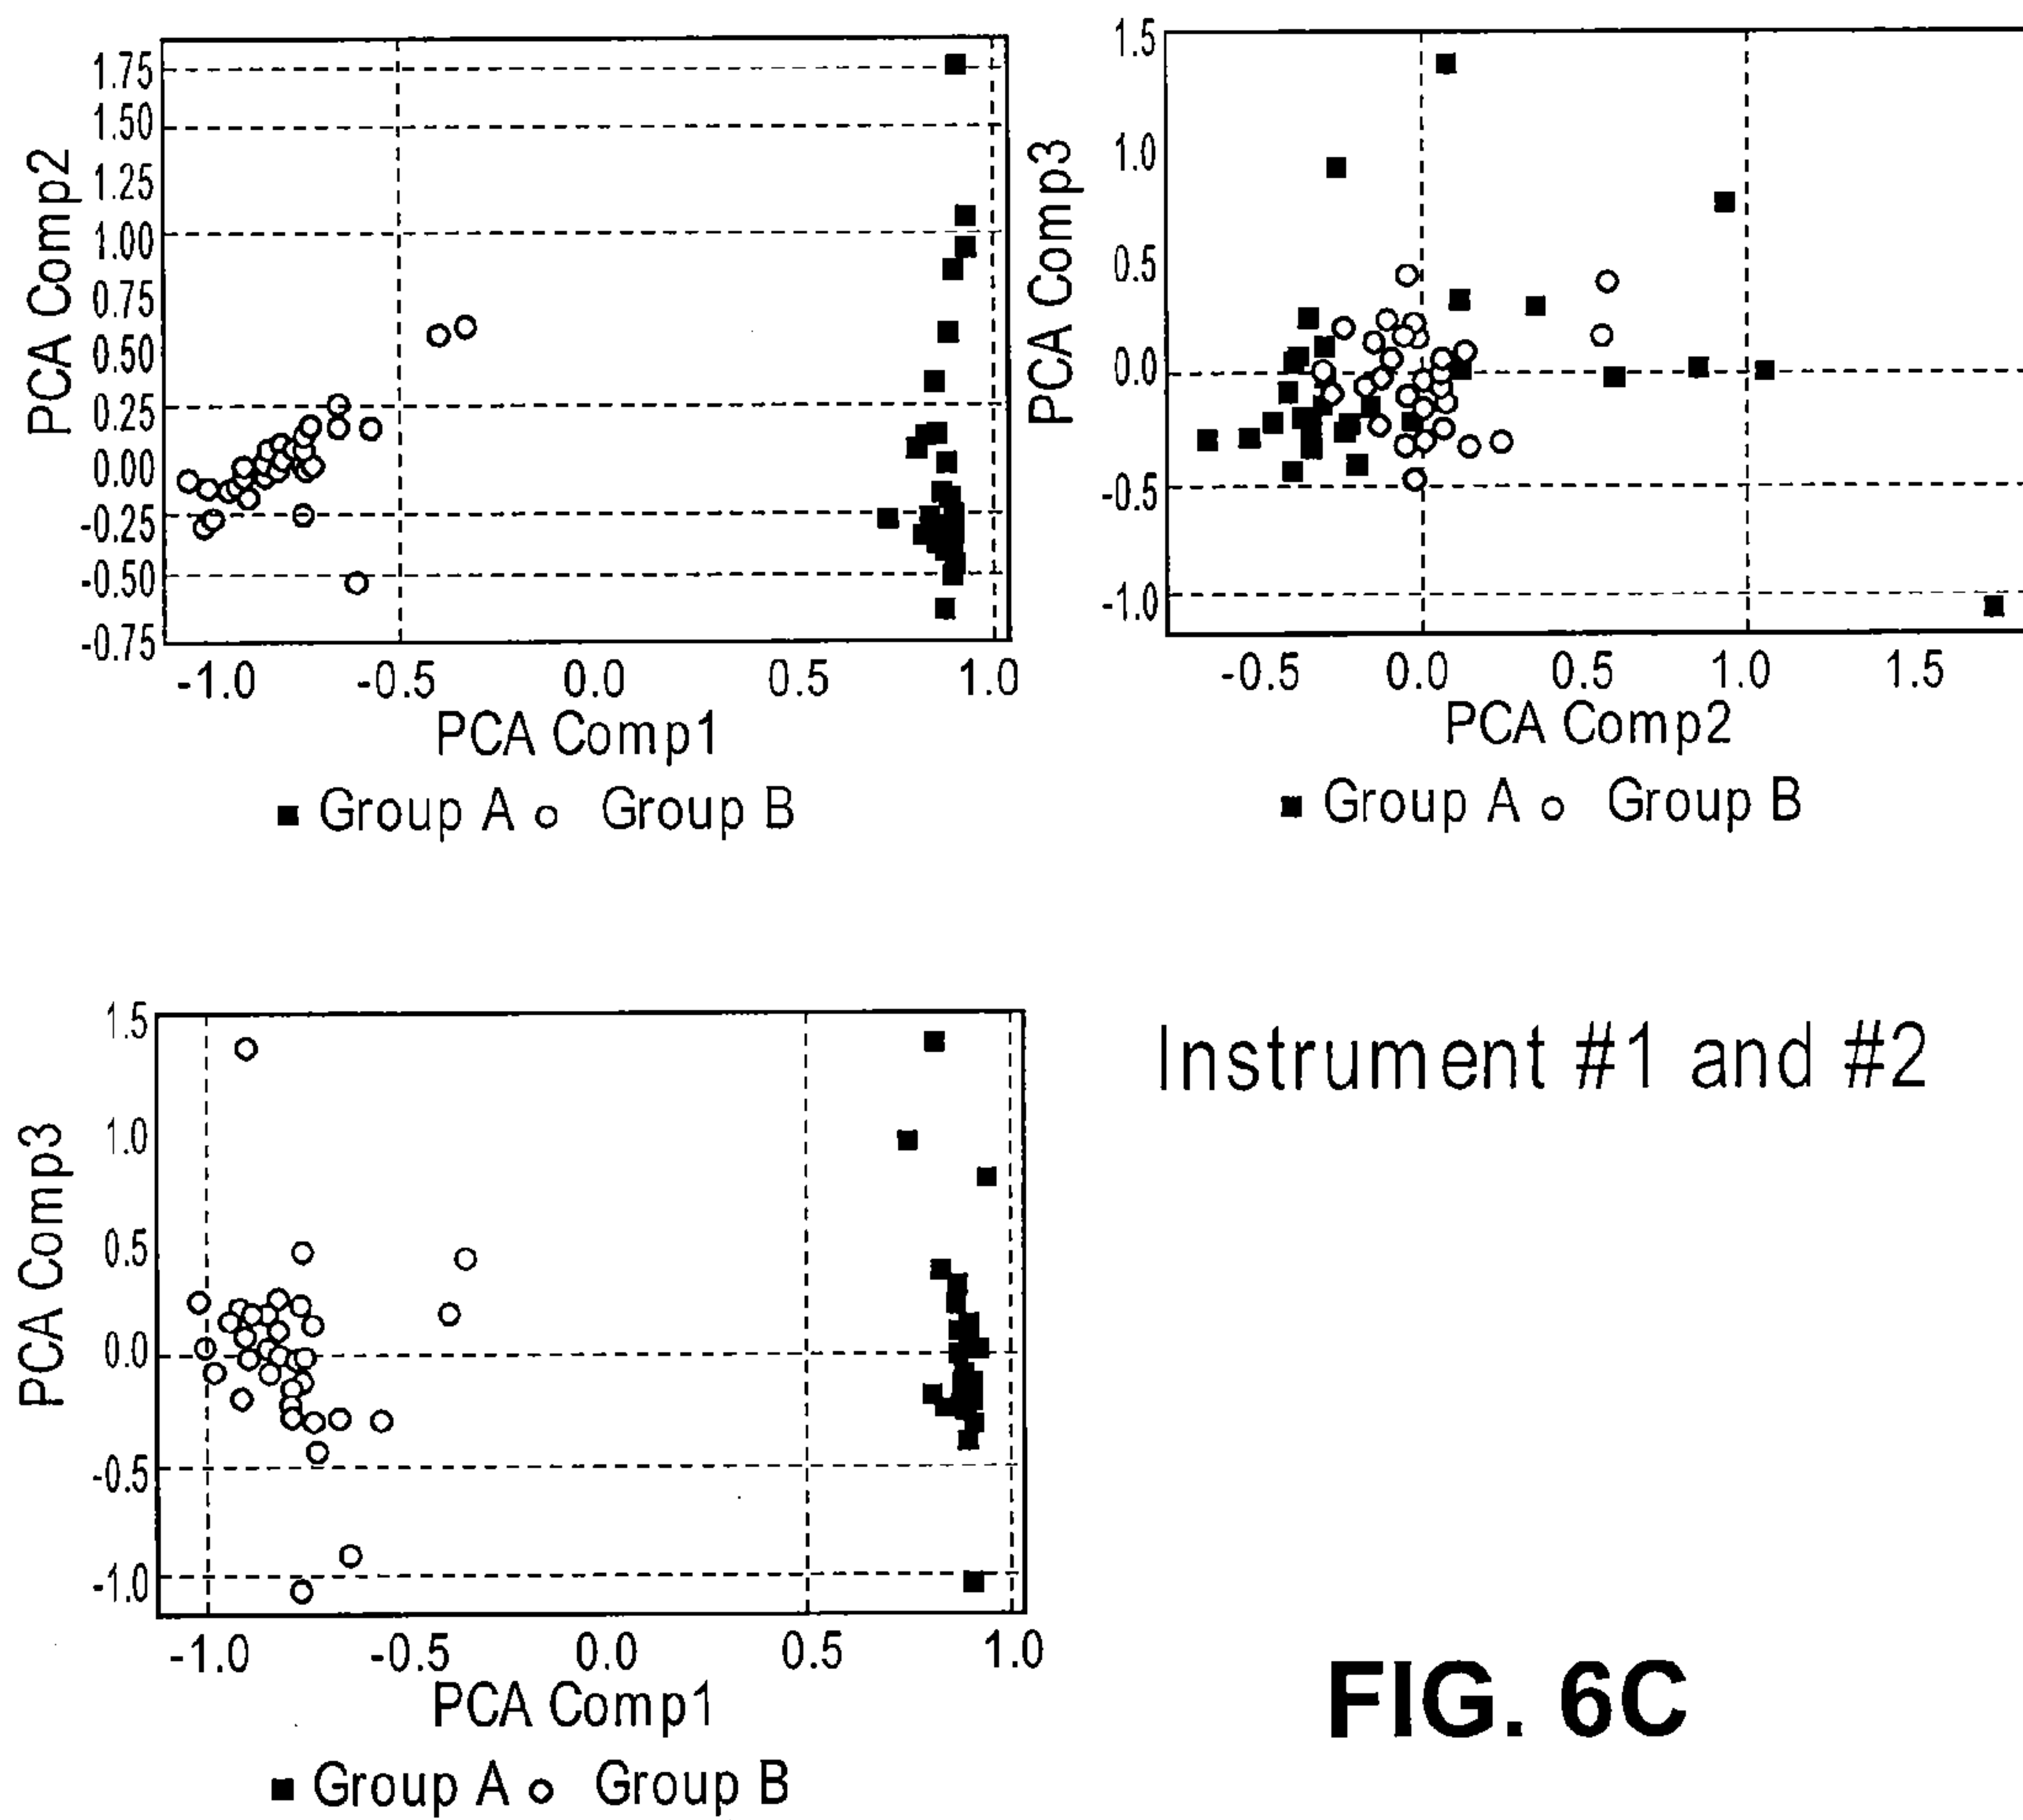 PCA Comp2
1.75
1.50
1.25
1.00
0.75
0.50
0.25
0.00
-0.25
-0.50
-0.75
-1.0 -0.5 0.0 0.5 1.0
PCA Comp1
■ Group A ○ Group B
PCA Comp3
1.5
1.0
0.5
0.0
-0.5
-1.0
-0.5 0.0 0.5 1.0 1.5
PCA Comp2
■ Group A ○ Group B
PCA Comp3
1.5
1.0
0.5
0.0
-0.5
-1.0
-1.0 -0.5 0.0 0.5 1.0
PCA Comp1
■ Group A ○ Group B
Instrument #1 and #2
FIG. 6C